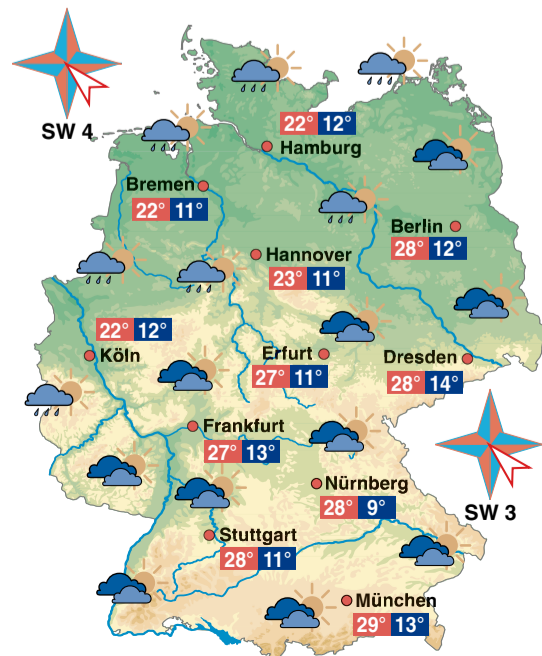 SW 4
22° 12°
Hamburg
Bremen
22° 11°
Berlin
28° 12°
Hannover
23° 11°
22° 12°
Köln
Erfurt
27° 11°
Dresden
28° 14°
Frankfurt
27° 13°
Nürnberg
28° 9°
SW 3
Stuttgart
28° 11°
München
29° 13°